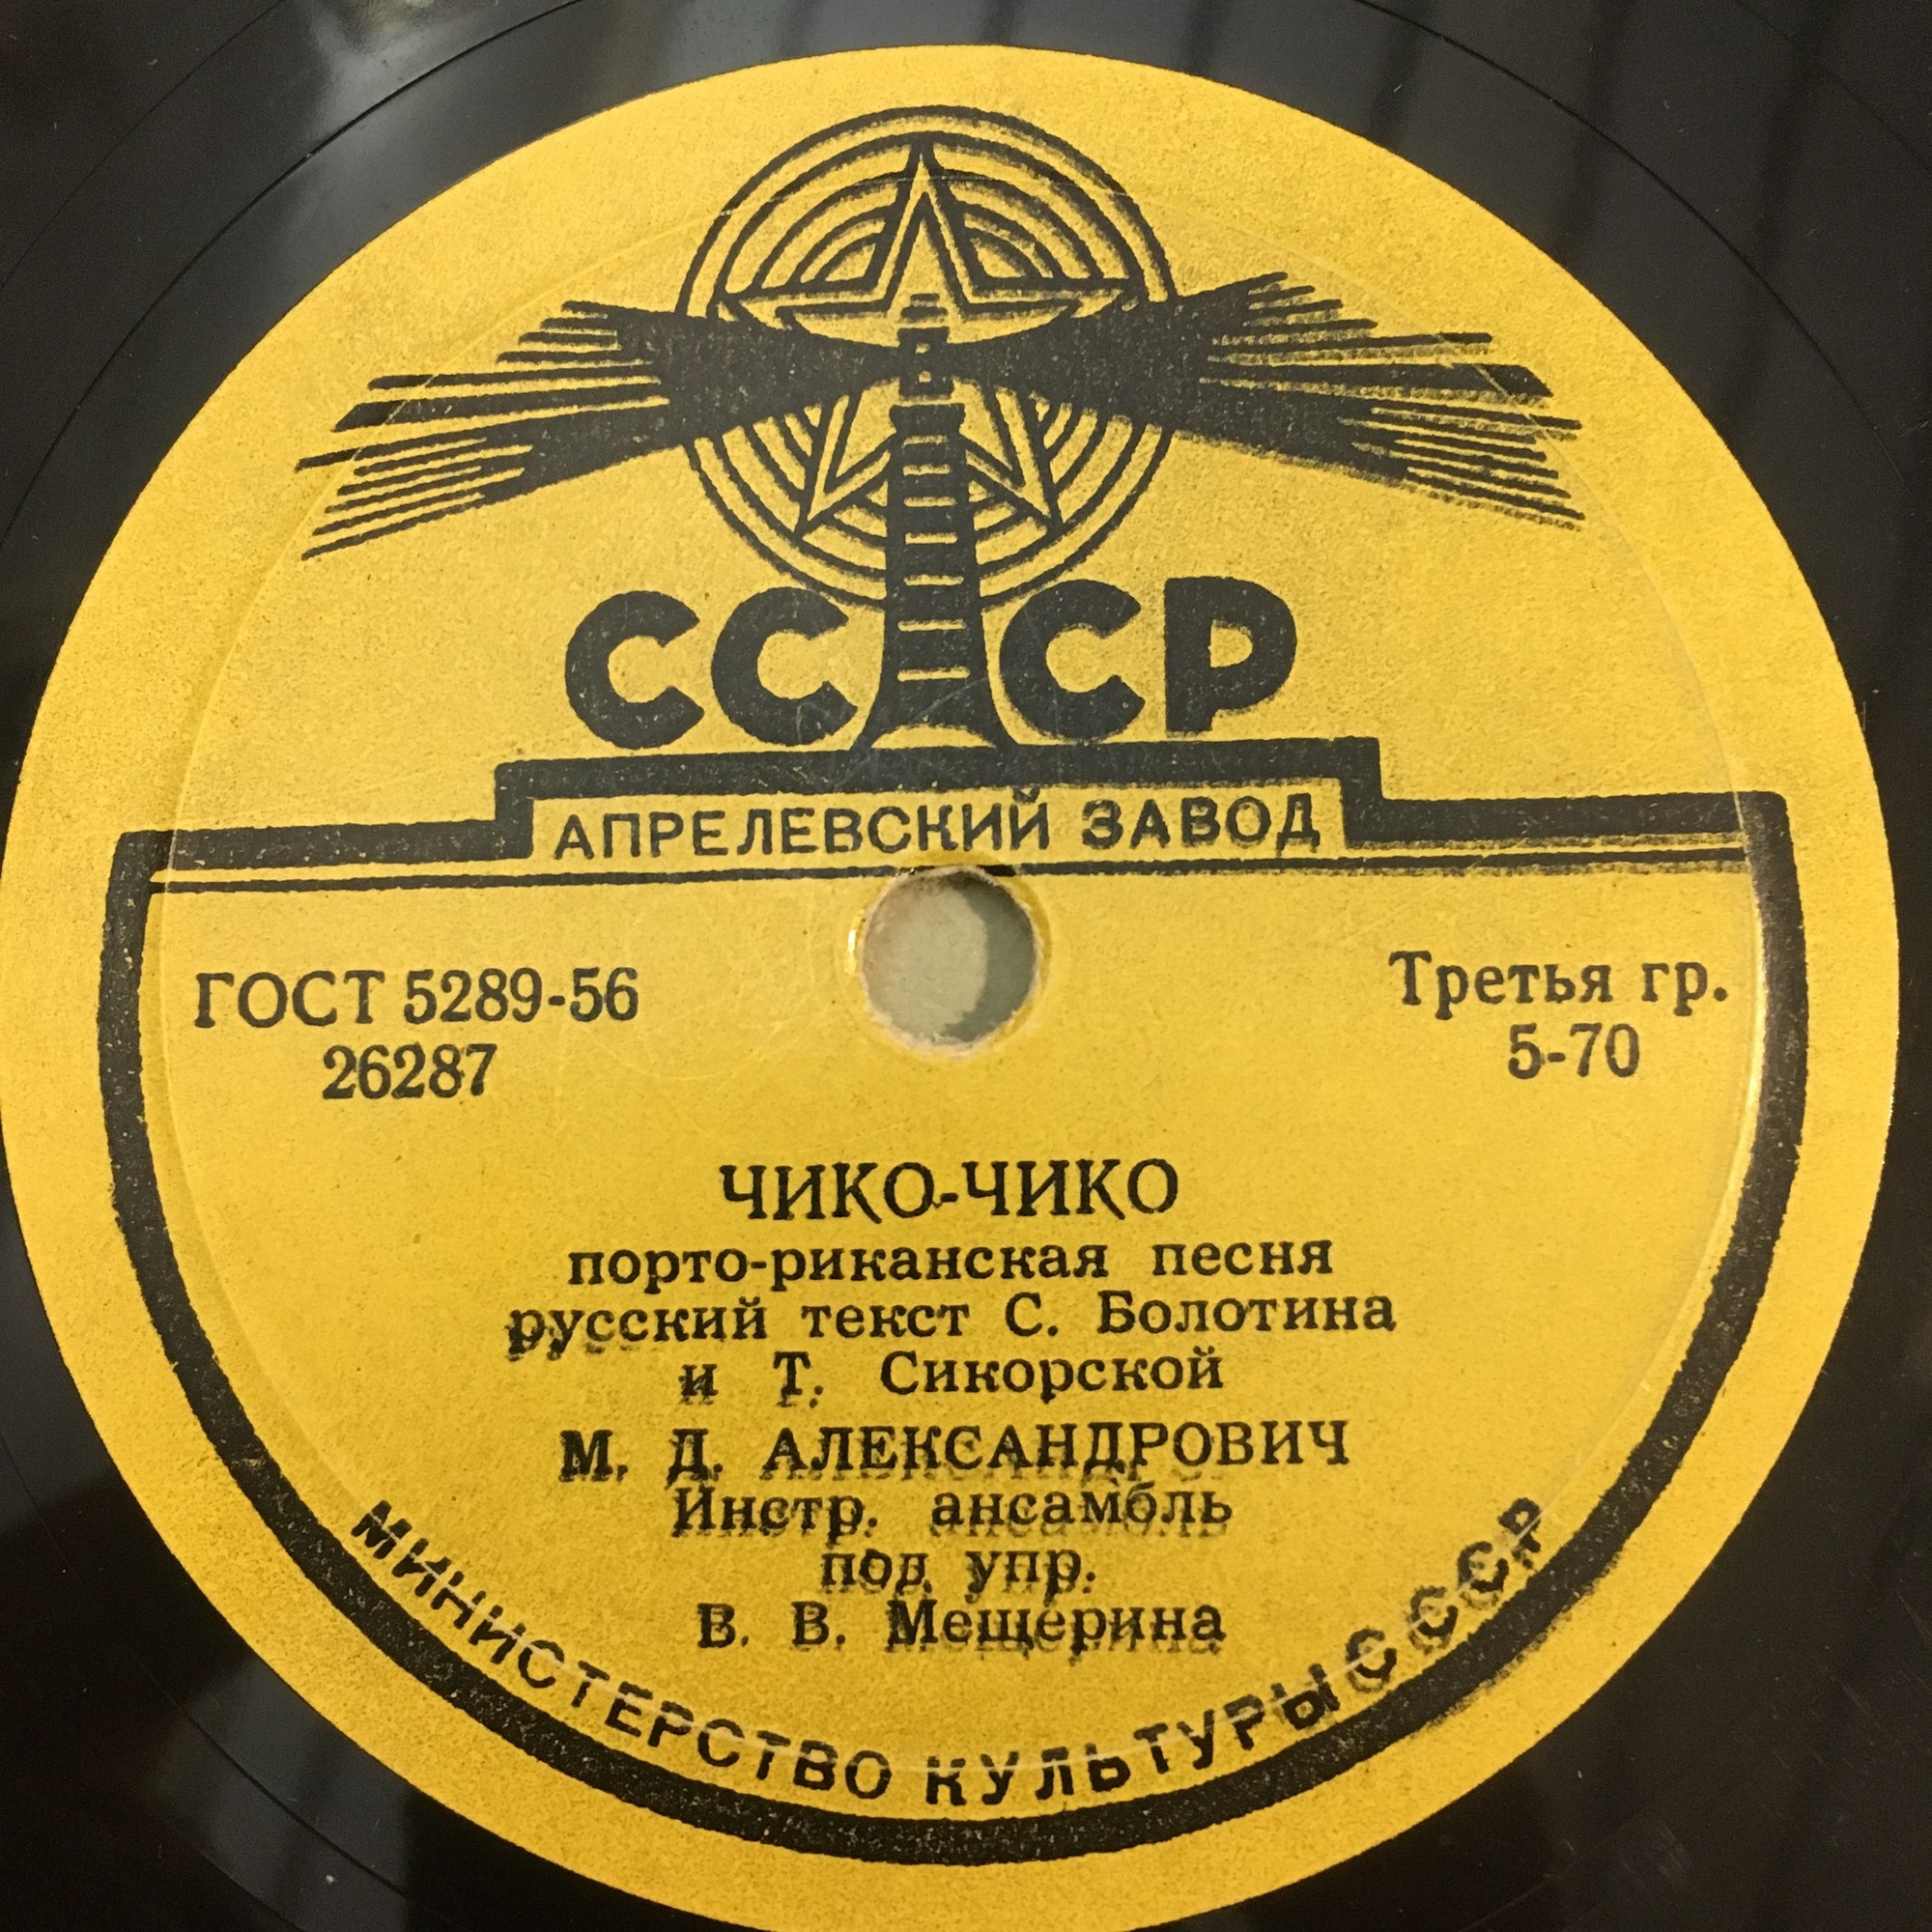 СССР
АПРЕЛЕВСКИЙ ЗАВОД
ГОСТ 5289-56
26287
Третья гр.
5-70
ЧИКО-ЧИКО
порто-риканская песня
русский текст С. Болотина
и Т. Сикорской
М. Д. АЛЕКСАНДРОВИЧ
Инстр. ансамбль
под упр.
В. В. Мещерина
МИНИСТЕРСТВО КУЛЬТУРЫ СССР